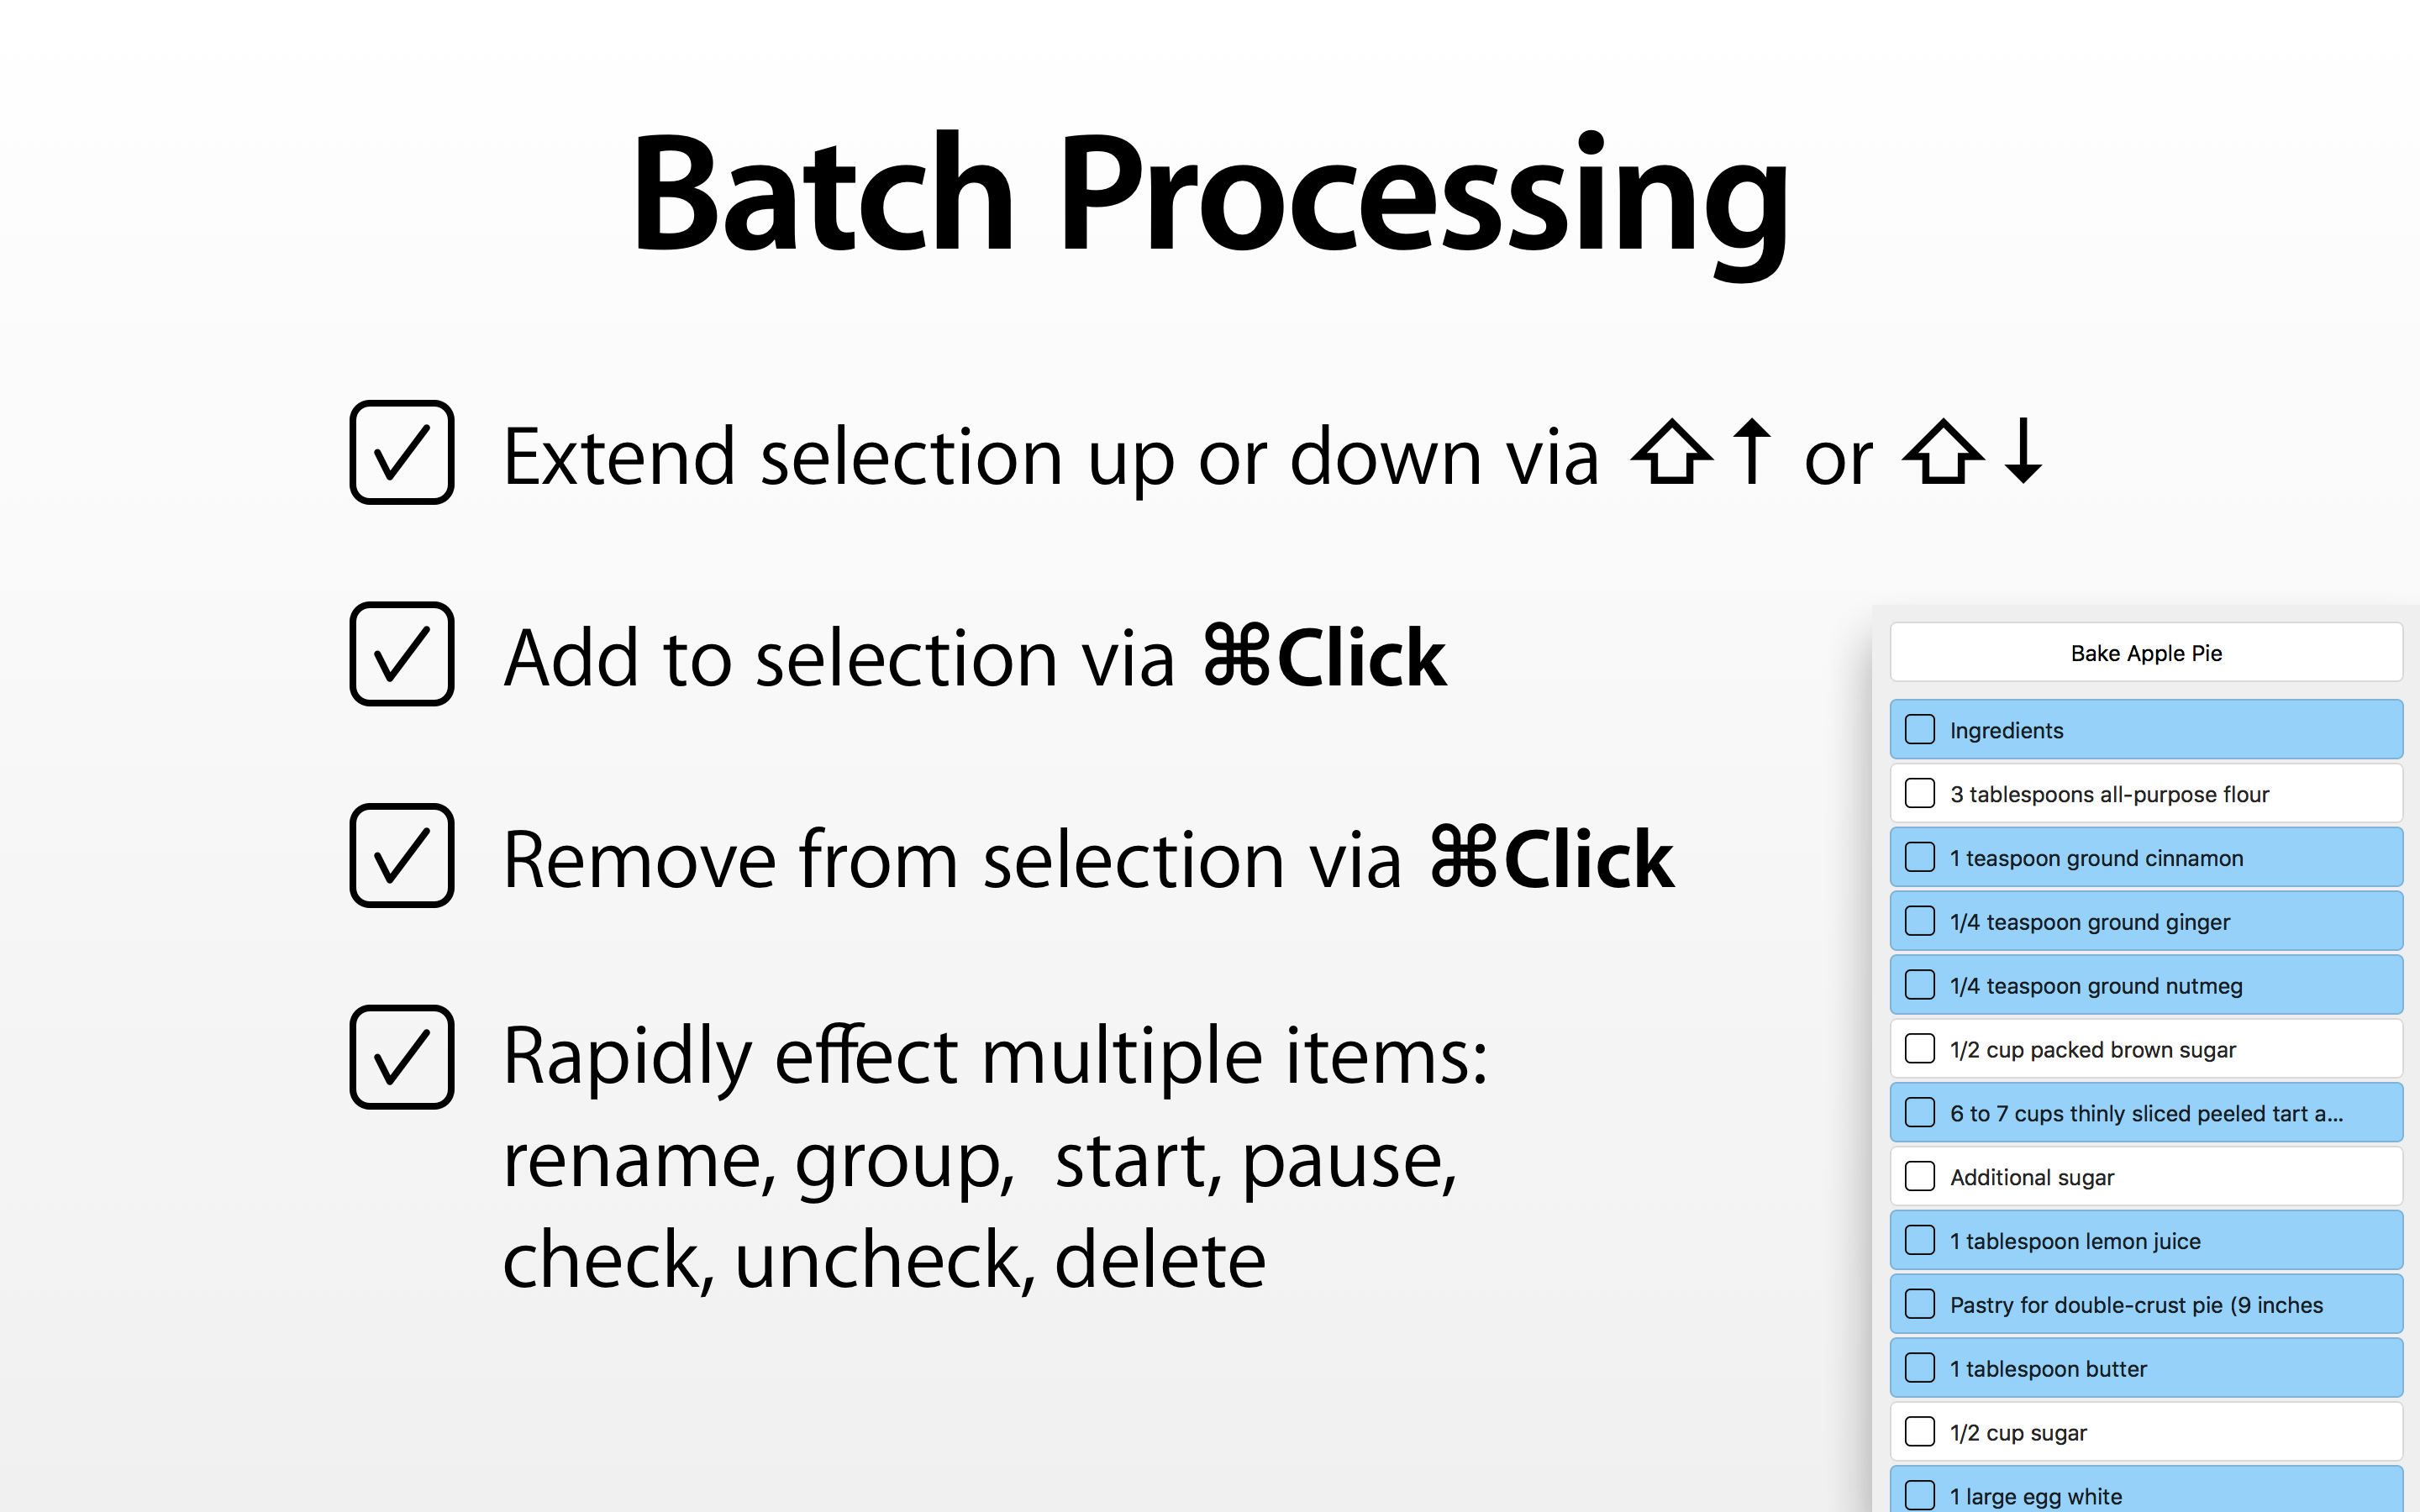 Batch Processing
Extend selection up or down via ⇧↑ or ⇧↓
Add to selection via ⌘Click
Remove from selection via ⌘Click
Rapidly effect multiple items:
rename, group,  start, pause,
check, uncheck, delete
Bake Apple Pie
Ingredients
3 tablespoons all-purpose flour
1 teaspoon ground cinnamon
1/4 teaspoon ground ginger
1/4 teaspoon ground nutmeg
1/2 cup packed brown sugar
6 to 7 cups thinly sliced peeled tart a...
Additional sugar
1 tablespoon lemon juice
Pastry for double-crust pie (9 inches
1 tablespoon butter
1/2 cup sugar
1 large egg white